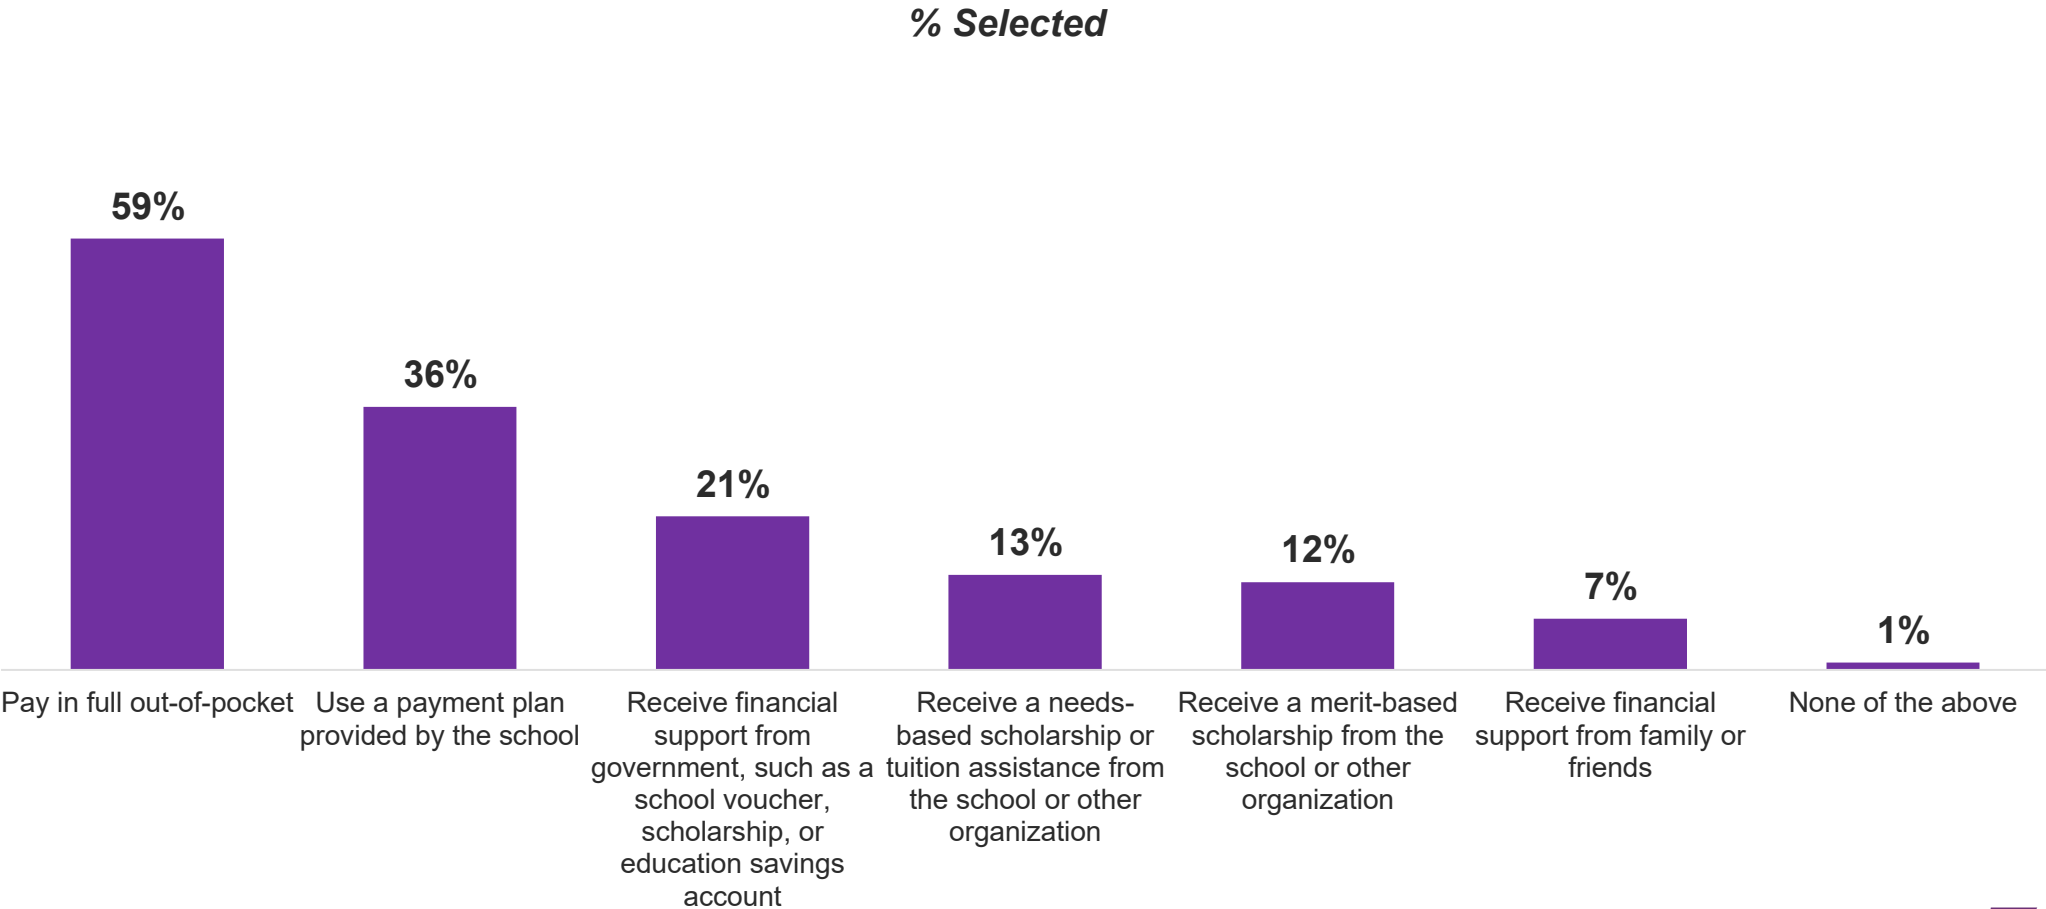 % Selected
59%
36%
21%
13%
12%
7%
1%
Pay in full out-of-pocket
Use a payment plan
provided by the school
Receive financial
support from
government, such as a
school voucher,
scholarship, or
education savings
account
Receive a needs-
based scholarship or
tuition assistance from
the school or other
organization
Receive a merit-based
scholarship from the
school or other
organization
Receive financial
support from family or
friends
None of the above